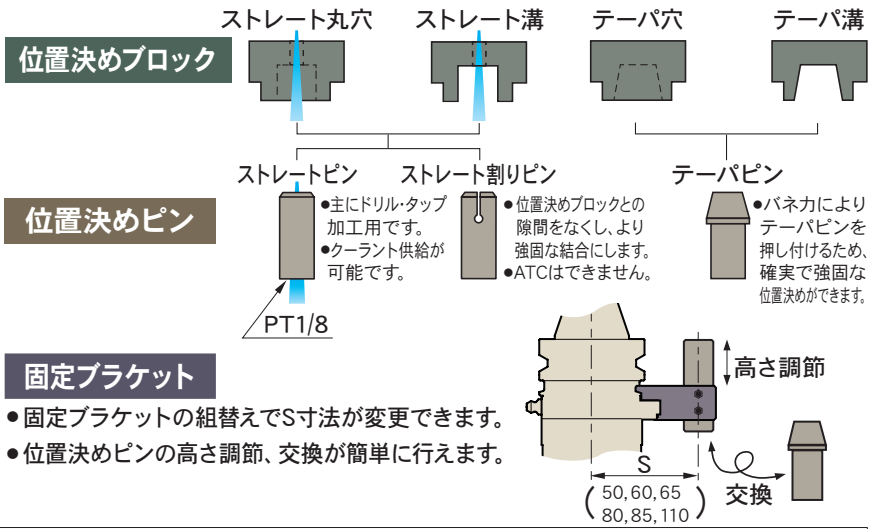 ストレート丸穴
ストレート溝
テーパ穴
テーパ溝
位置決めブロック
ストレートピン
ストレート割りピン
テーパピン
位置決めピン
●主にドリル・タップ
加工用です。
●クーラント供給が
可能です。
●位置決めブロックとの
隙間をなくし、より
強固な結合にします。
●ATCはできません。
●バネ力により
テーパピンを
押し付けるため、
確実で強固な
位置決めができます。
PT1/8
固定ブラケット
●固定ブラケットの組替えでS寸法が変更できます。
●位置決めピンの高さ調節、交換が簡単に行えます。
高さ調節
S
(50,60,65
80,85,110)
交換